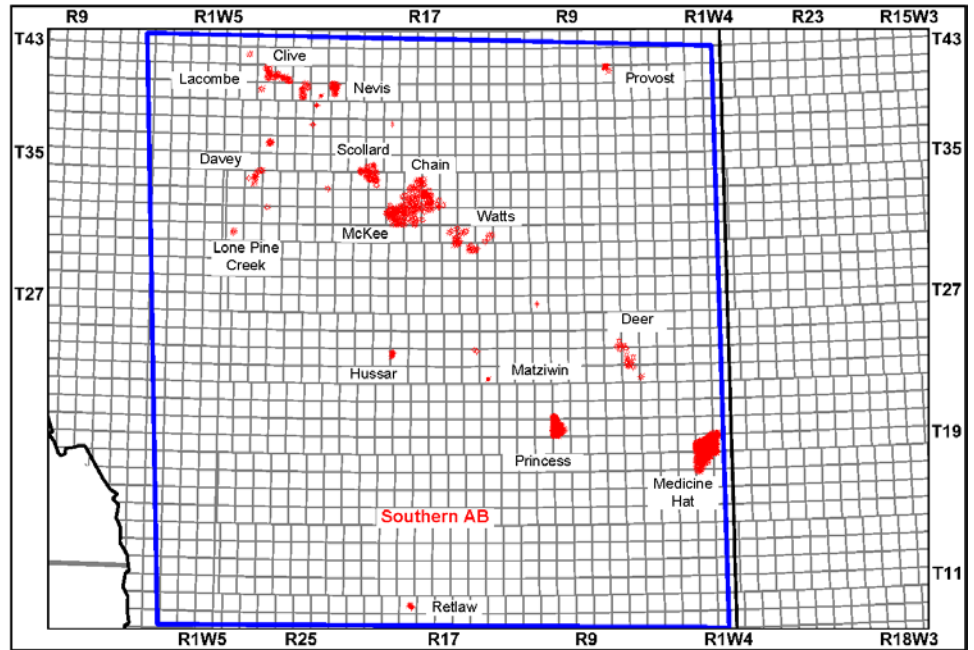 R9 R1W5 R17 R9 R1W4 R23 R15W3
T43 T43
Clive
Lacombe
Provost
Nevis
T35 T35
Scollard
Davey
Chain
Watts
McKee
Lone Pine
Creek
T27 T27
Deer
Hussar
Matziwin
T19 T19
Princess
Medicine
Hat
Southern AB
T11
Retlaw
R1W5 R25 R17 R9 R1W4 R18W3